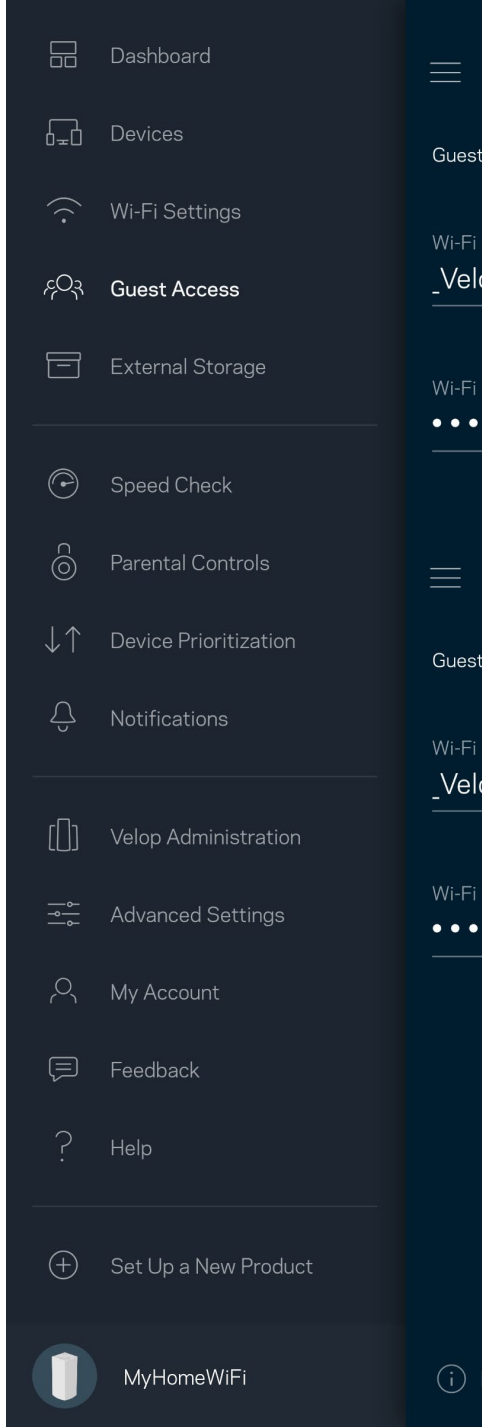 Dashboard
Devices
Wi-Fi Settings
Guest Access
External Storage
Speed Check
Parental Controls
Device Prioritization
Notifications
Velop Administration
Advanced Settings
My Account
Feedback
Help
Set Up a New Product
MyHomeWiFi
Guest
Wi-Fi
Wi-Fi
Guest
Wi-Fi
Wi-Fi